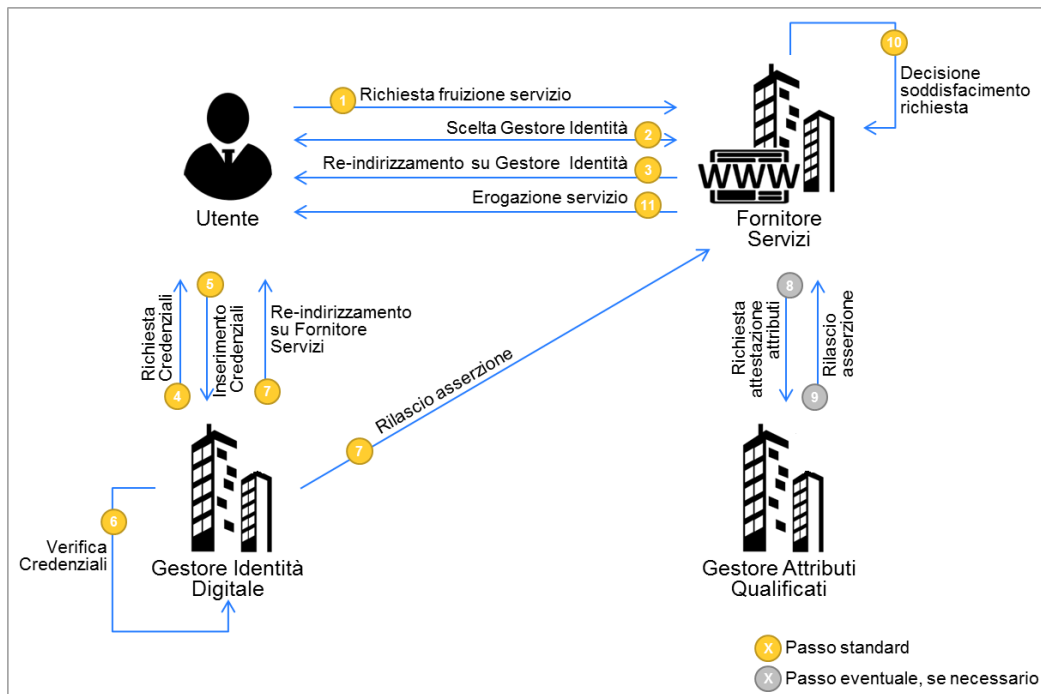 10
Decisione
soddisfacimento
richiesta
1 Richiesta fruizione servizio
Scelta Gestore Identità 2
Re-indirizzamento su Gestore Identità 3
Erogazione servizio 11
WWW
Utente
Fornitore
Servizi
Richiesta
Credenziali
4
5
Inserimento
Credenziali
Re-indirizzamento
su Fornitore
Servizi
7
Rilascio asserzione
7
8
Richiesta
attestazione
attributi
Rilascio
asserzione
9
6
Verifica
Credenziali
Gestore Identità
Digitale
Gestore Attributi
Qualificati
X Passo standard
X Passo eventuale, se necessario